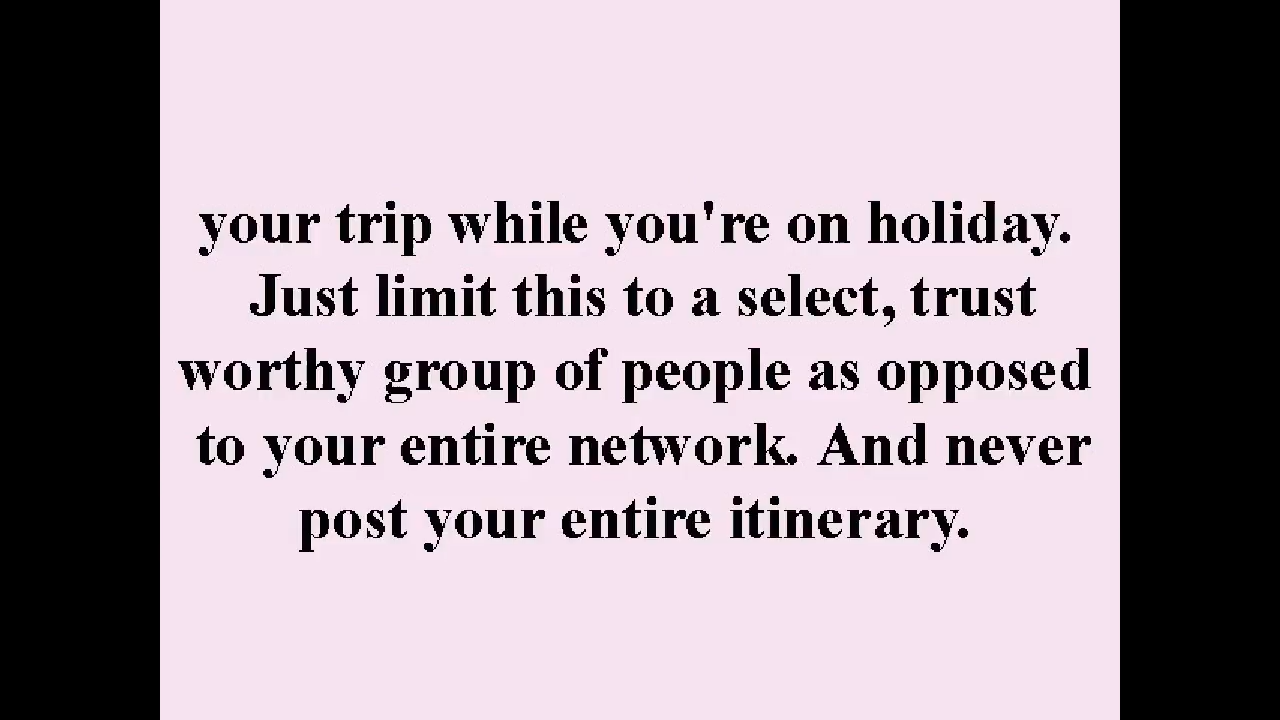 your trip while you're on holiday.
Just limit this to a select, trust
worthy group of people as opposed
to your entire network. And never
post your entire itinerary.